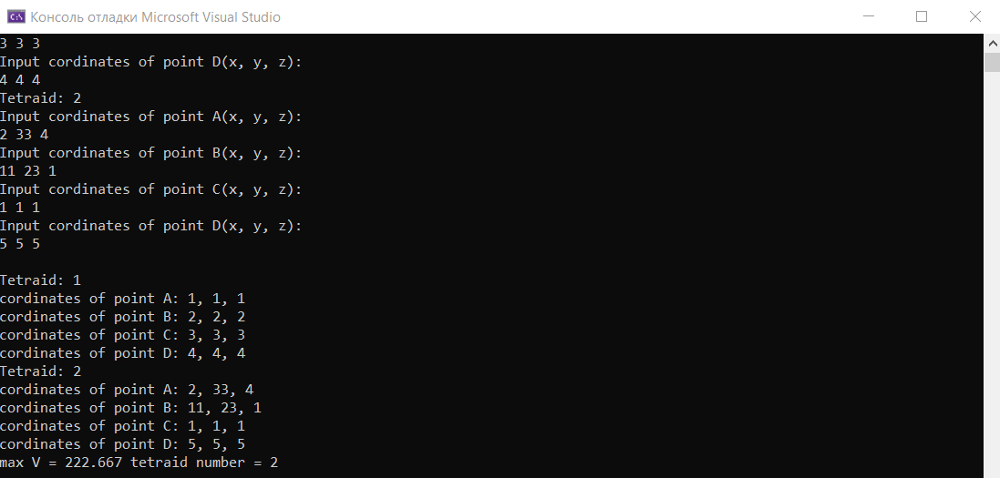 Консоль отладки Microsoft Visual Studio
3 3 3
Input cordinates of point D(x, y, z):
4 4 4
Tetraid: 2
Input cordinates of point A(x, y, z):
2 33 4
Input cordinates of point B(x, y, z):
11 23 1
Input cordinates of point C(x, y, z):
1 1 1
Input cordinates of point D(x, y, z):
5 5 5
Tetraid: 1
cordinates of point A: 1, 1, 1
cordinates of point B: 2, 2, 2
cordinates of point C: 3, 3, 3
cordinates of point D: 4, 4, 4
Tetraid: 2
cordinates of point A: 2, 33, 4
cordinates of point B: 11, 23, 1
cordinates of point C: 1, 1, 1
cordinates of point D: 5, 5, 5
max V = 222.667 tetraid number = 2